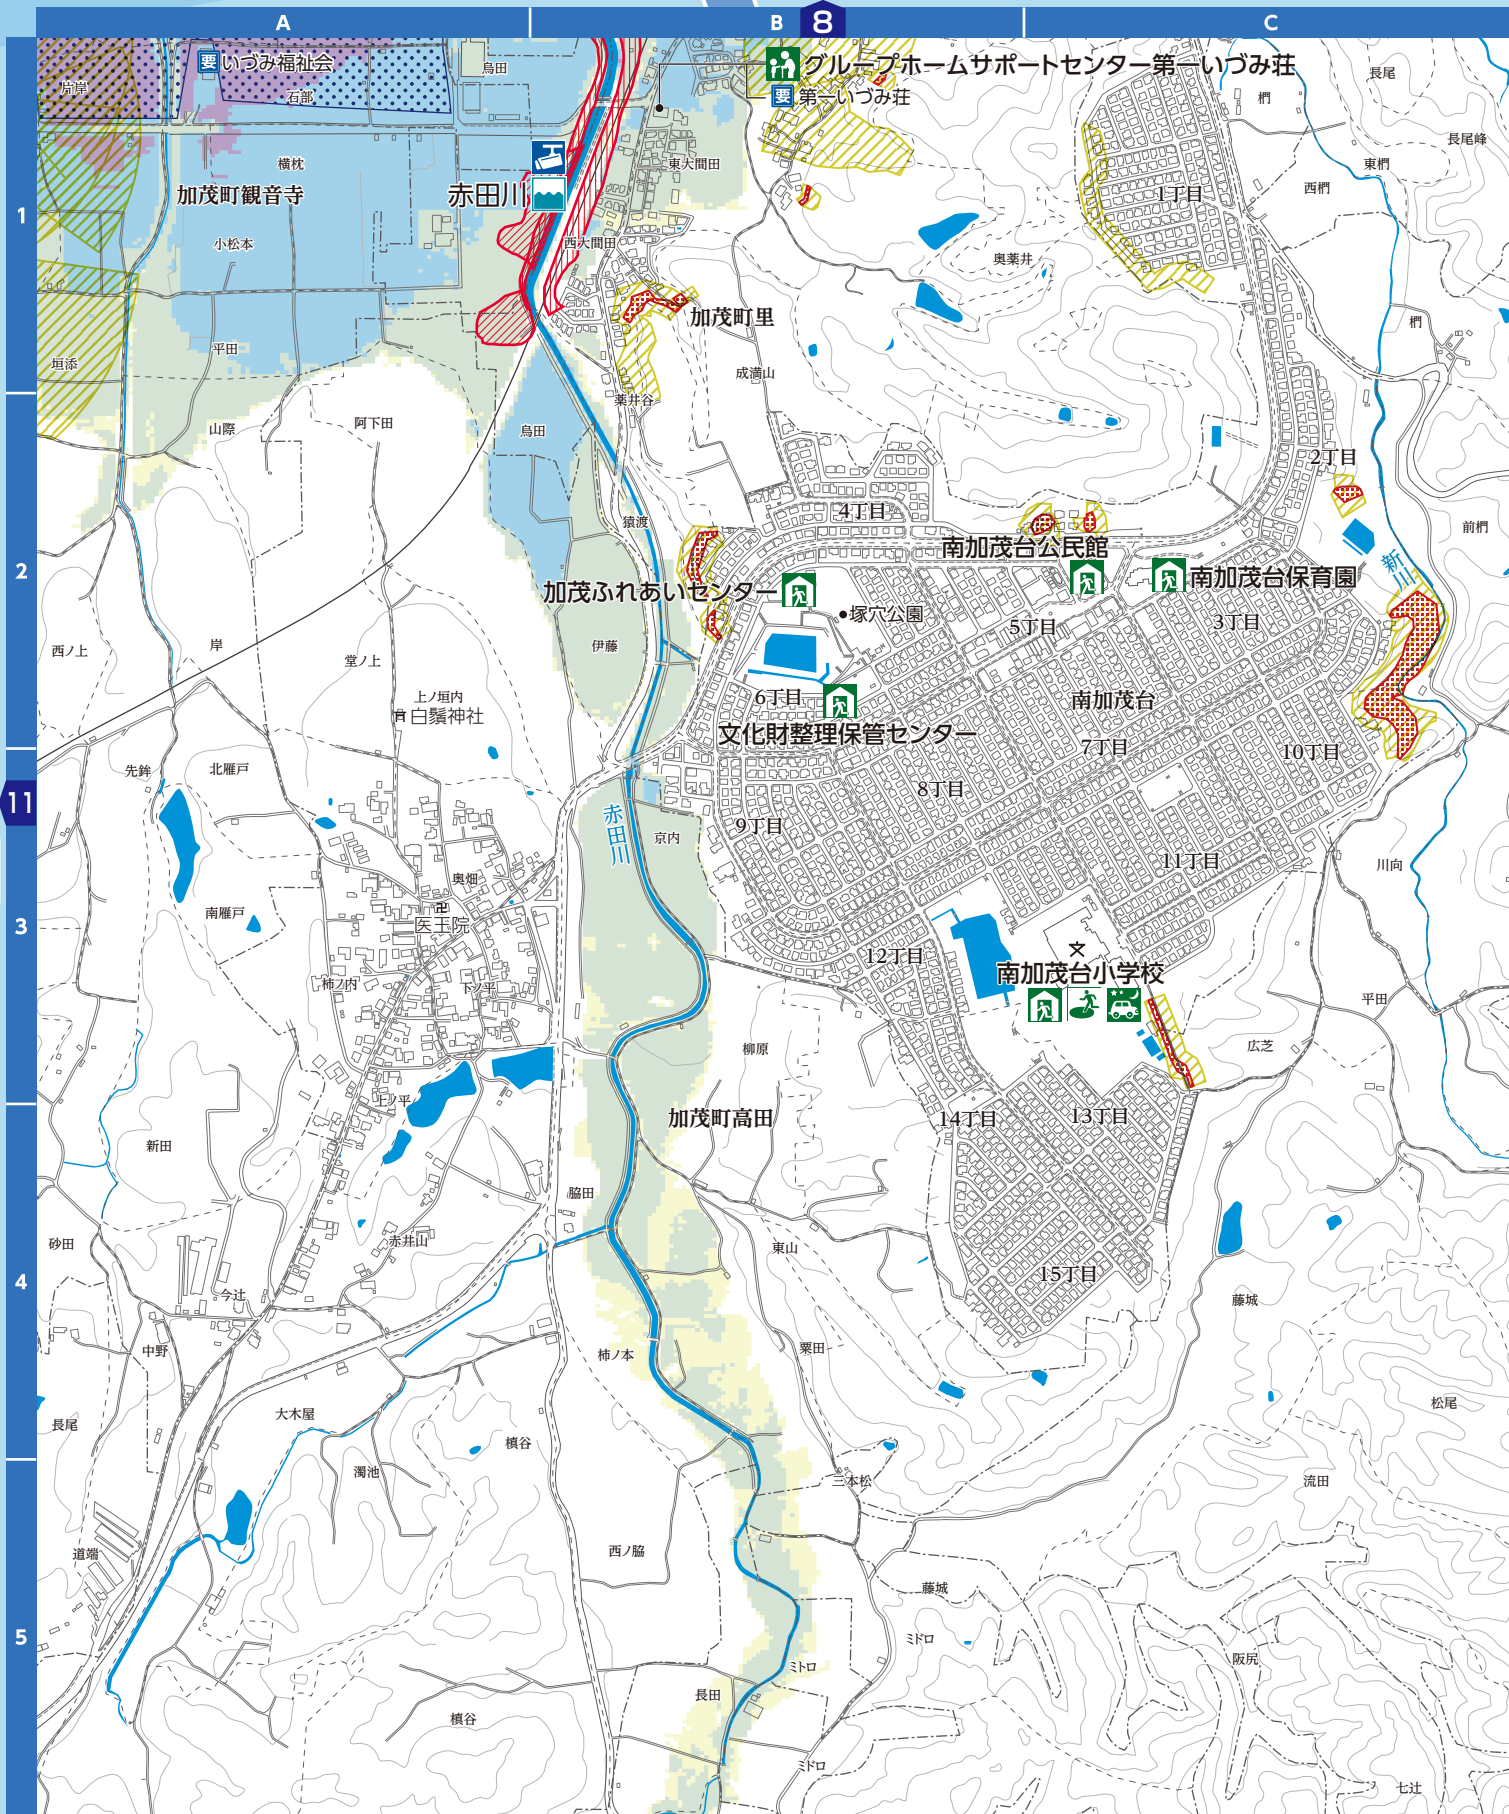 A
B
8
C
1
2
11
3
4
5
要 いづみ福祉会
片岸
石部
鳥田
グループホームサポートセンター第一いづみ荘
要 第一いづみ荘
長尾
椚
長尾峰
横枕
加茂町観音寺
赤田川
東大間田
1丁目
東椚
西椚
小松本
西大間田
奥薬井
加茂町里
椚
垣添
平田
成満山
薬井谷
山際
阿下田
鳥田
2丁目
4丁目
猿渡
前椚
南加茂台公民館
新川
加茂ふれあいセンター
南加茂台保育園
塚穴公園
5丁目
3丁目
西ノ上
岸
堂ノ上
伊藤
上ノ垣内
白鬚神社
6丁目
南加茂台
文化財整理保管センター
7丁目
10丁目
先鉾
北雁戸
8丁目
赤田川
京内
9丁目
11丁目
川向
奥畑
南雁戸
医王院
12丁目
文
南加茂台小学校
柿ノ内
下ノ平
平田
柳原
広芝
上ノ平
加茂町高田
14丁目
13丁目
新田
脇田
砂田
赤井山
東山
15丁目
今辻
藤城
中野
柿ノ本
粟田
長尾
大木屋
槙谷
松尾
濁池
三本松
流田
道端
西ノ脇
藤城
ミドロ
阪尻
ミトロ
長田
槙谷
ミドロ
七辻